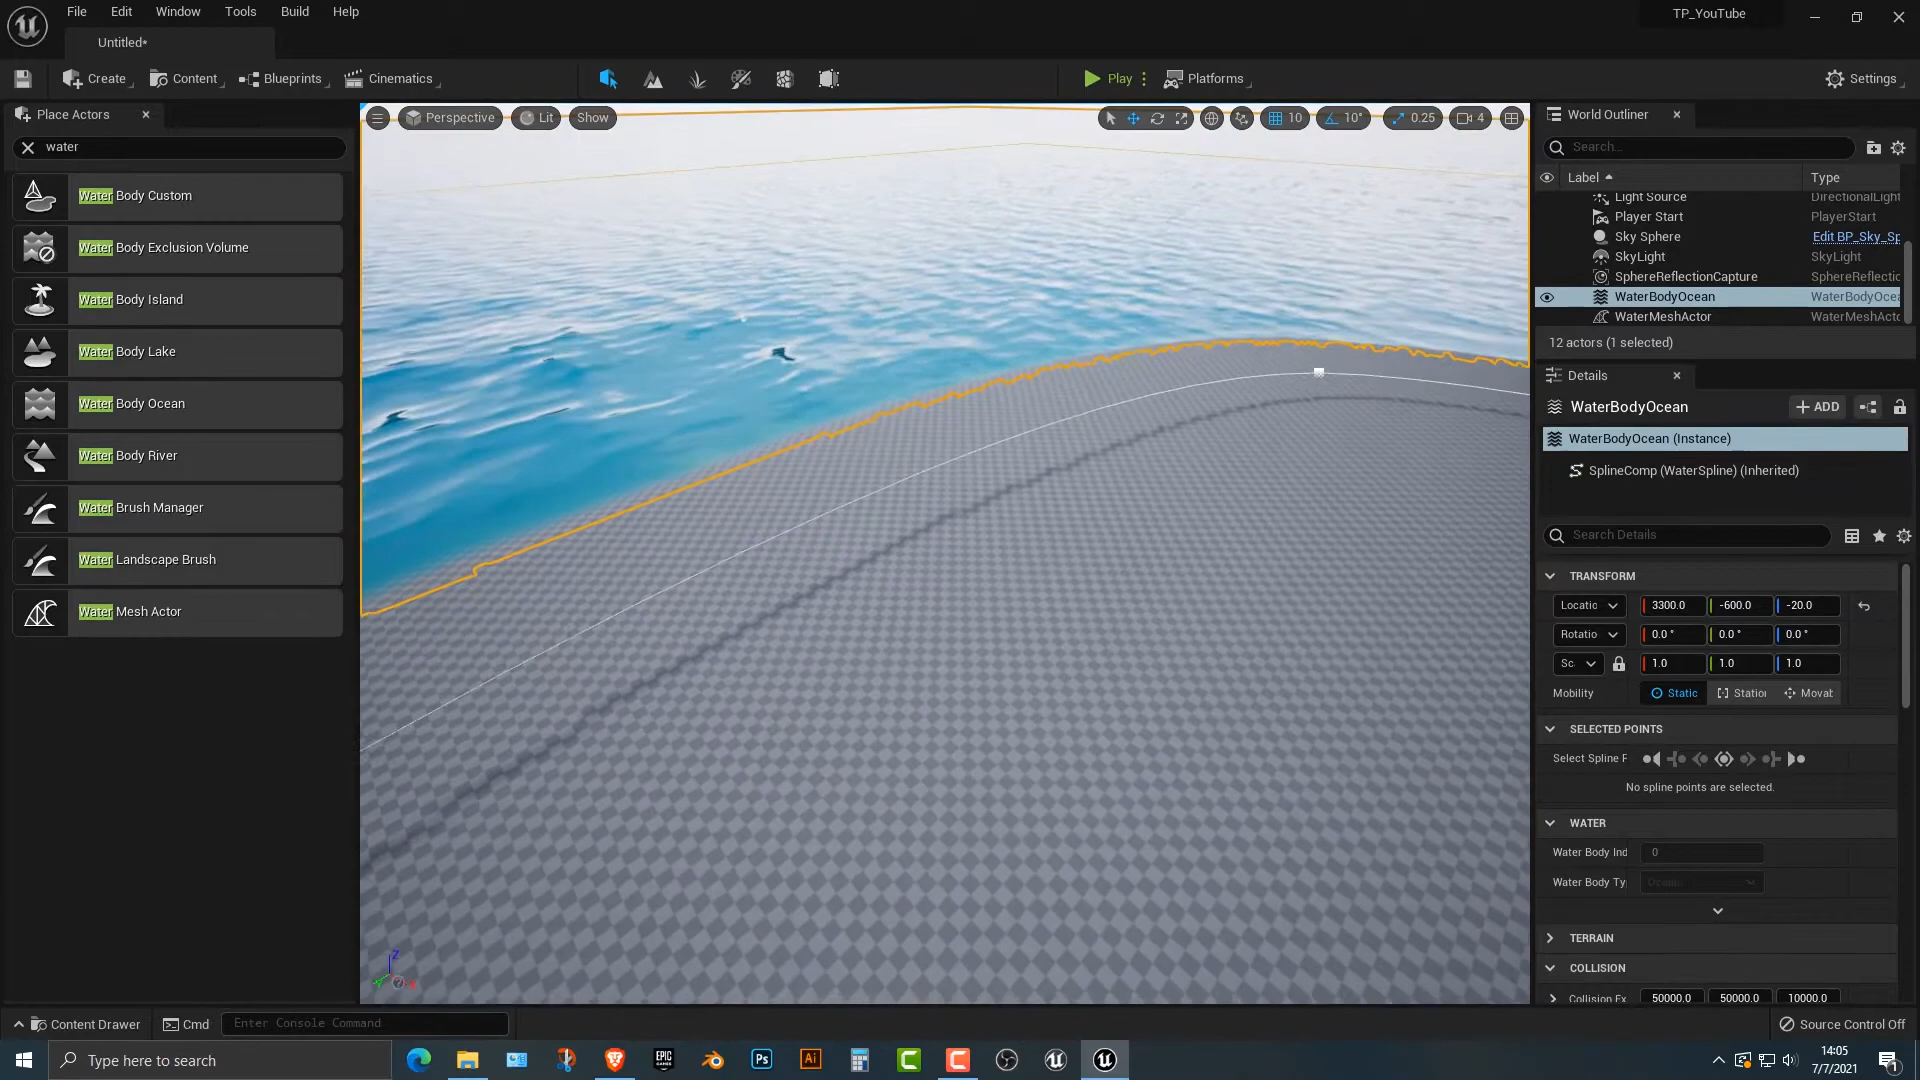 File Edit Window Tools Build Help
TP_YouTube
Untitled*
Create Content Blueprints Cinematics Play Platforms Settings
Place Actors
water
Water Body Custom
Water Body Exclusion Volume
Water Body Island
Water Body Lake
Water Body Ocean
Water Body River
Water Brush Manager
Water Landscape Brush
Water Mesh Actor
Perspective Lit Show 10 10° 0.25 4
World Outliner
Search...
Label Type
Light Source DirectionalLight
Player Start PlayerStart
Sky Sphere Edit BP_Sky_Sp
SkyLight SkyLight
SphereReflectionCapture SphereReflectic
WaterBodyOcean WaterBodyOcea
WaterMeshActor WaterMeshActo
12 actors (1 selected)
Details
WaterBodyOcean + ADD
WaterBodyOcean (Instance)
SplineComp (WaterSpline) (Inherited)
Search Details
TRANSFORM
Locatic 3300.0 -600.0 -20.0
Rotatio 0.0 ° 0.0 ° 0.0 °
Sc. 1.0 1.0 1.0
Mobility Static Station Movab
SELECTED POINTS
Select Spline F
No spline points are selected.
WATER
Water Body Ind 0
Water Body Ty Ocean
TERRAIN
COLLISION
Collision Ex 50000.0 50000.0 10000.0
Z
Content Drawer Cmd Enter Console Command Source Control Off
Type here to search
EPIC GAMES
Ps
Ai
14:05
7/7/2021
1